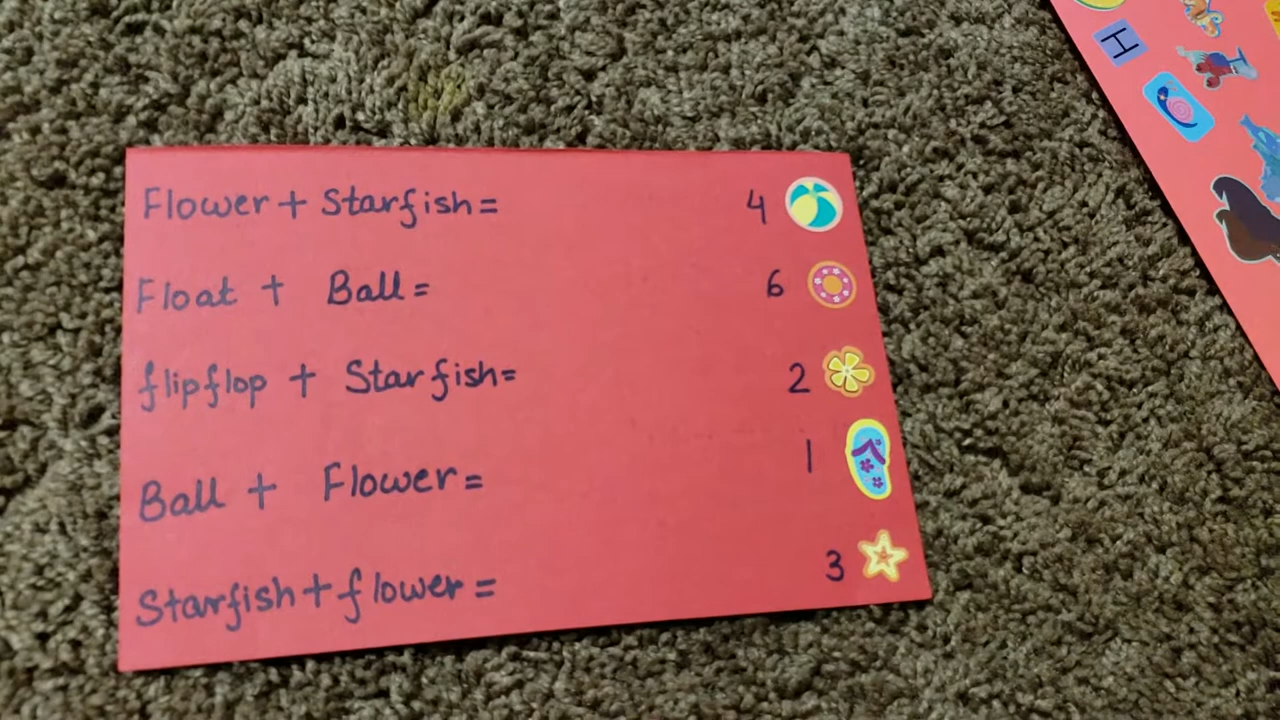 Flower + Starfish= 4
Float + Ball= 6
flipflop + Starfish= 2
Ball + Flower= 1
Starfish + flower= 3
H